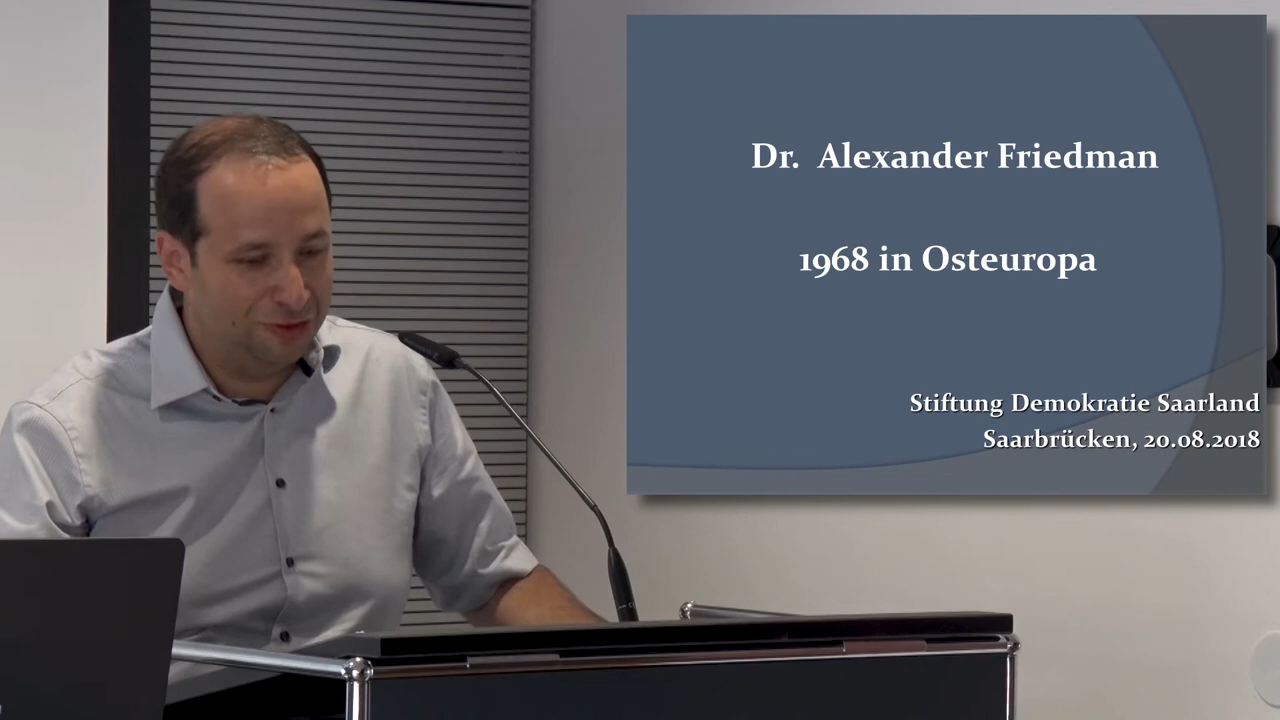 Dr. Alexander Friedman
1968 in Osteuropa
Stiftung Demokratie Saarland
Saarbrücken, 20.08.2018